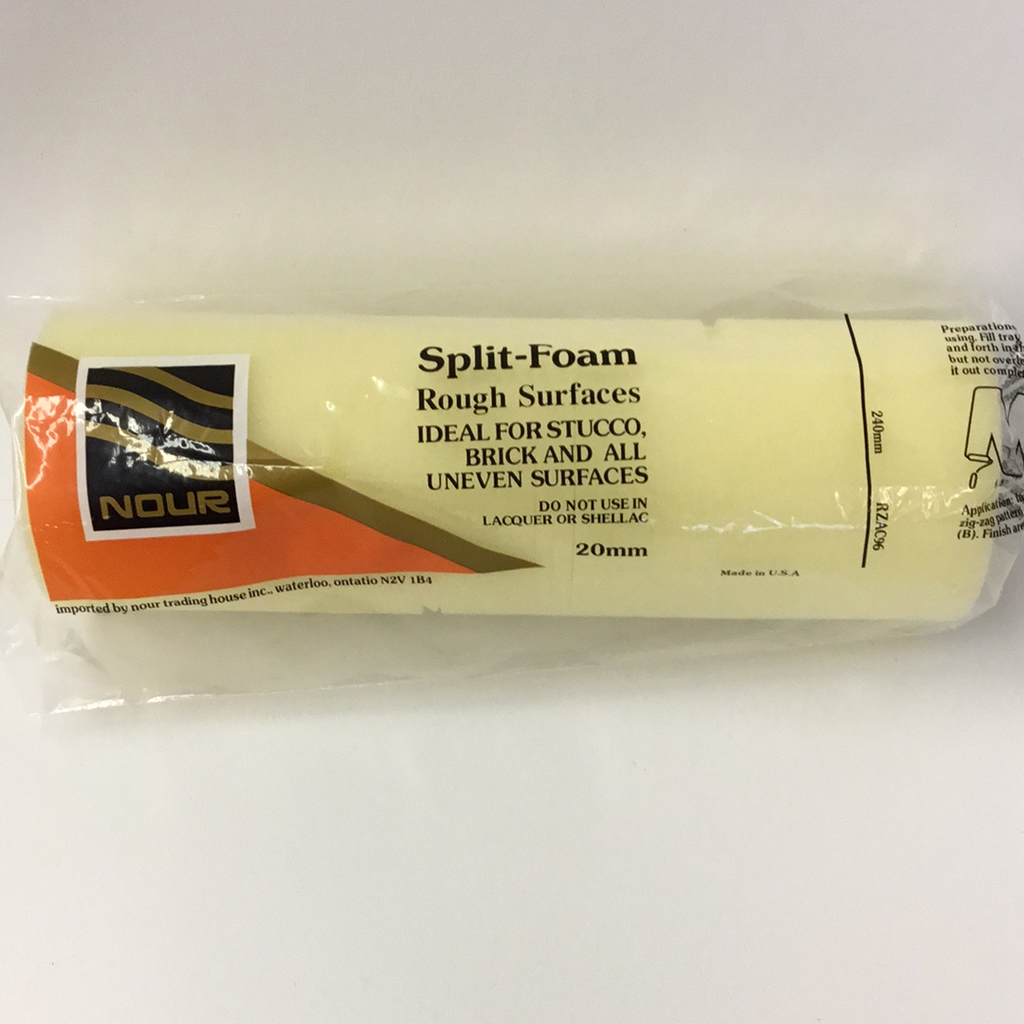 NOUR
imported by nour trading house inc., waterloo, ontatio N2V 1B4
Split-Foam
Rough Surfaces
IDEAL FOR STUCCO,
BRICK AND ALL
UNEVEN SURFACES
DO NOT USE IN
LACQUER OR SHELLAC
20mm
Made in U.S.A
240mm
RZAC96
Preparation
using. Fill tray
and forth in
but not over
it out
Application:
zig-zag pattern
(B). Finish